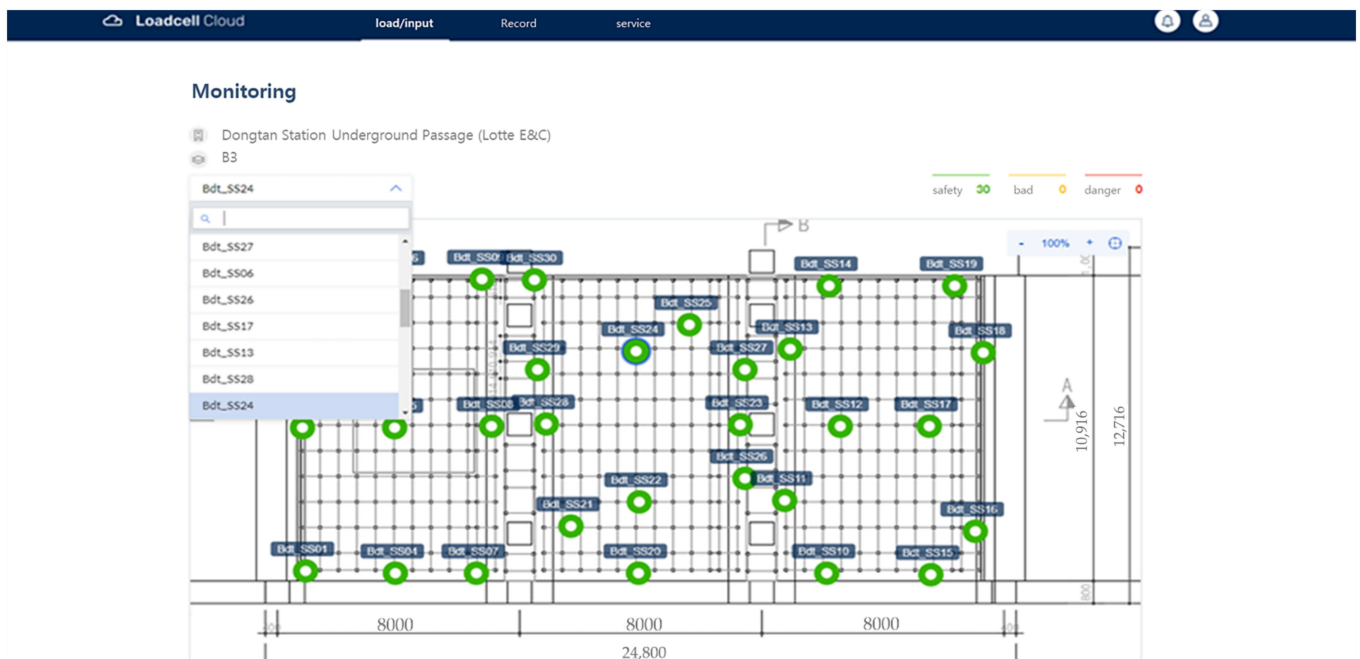 Loadcell Cloud load/input Record service
Monitoring
Dongtan Station Underground Passage (Lotte E&C)
B3
Bdt_SS24
safety 30 bad 0 danger 0
Bdt_SS27
Bdt_SS06
Bdt_SS26
Bdt_SS17
Bdt_SS13
Bdt_SS28
Bdt_SS24
B
- 100% +
Bdt_SS30
Bdt_SS14
Bdt_SS19
Bdt_SS25
Bdt_SS24
Bdt_SS13
Bdt_SS18
Bdt_SS29
Bdt_SS27
A
Bdt_SS08
Bdt_SS28
Bdt_SS23
Bdt_SS12
Bdt_SS17
10,916
12,716
Bdt_SS26
Bdt_SS22
Bdt_SS11
Bdt_SS21
Bdt_SS16
Bdt_SS01
Bdt_SS04
Bdt_SS07
Bdt_SS20
Bdt_SS10
Bdt_SS15
800
8000 8000 8000
24,800